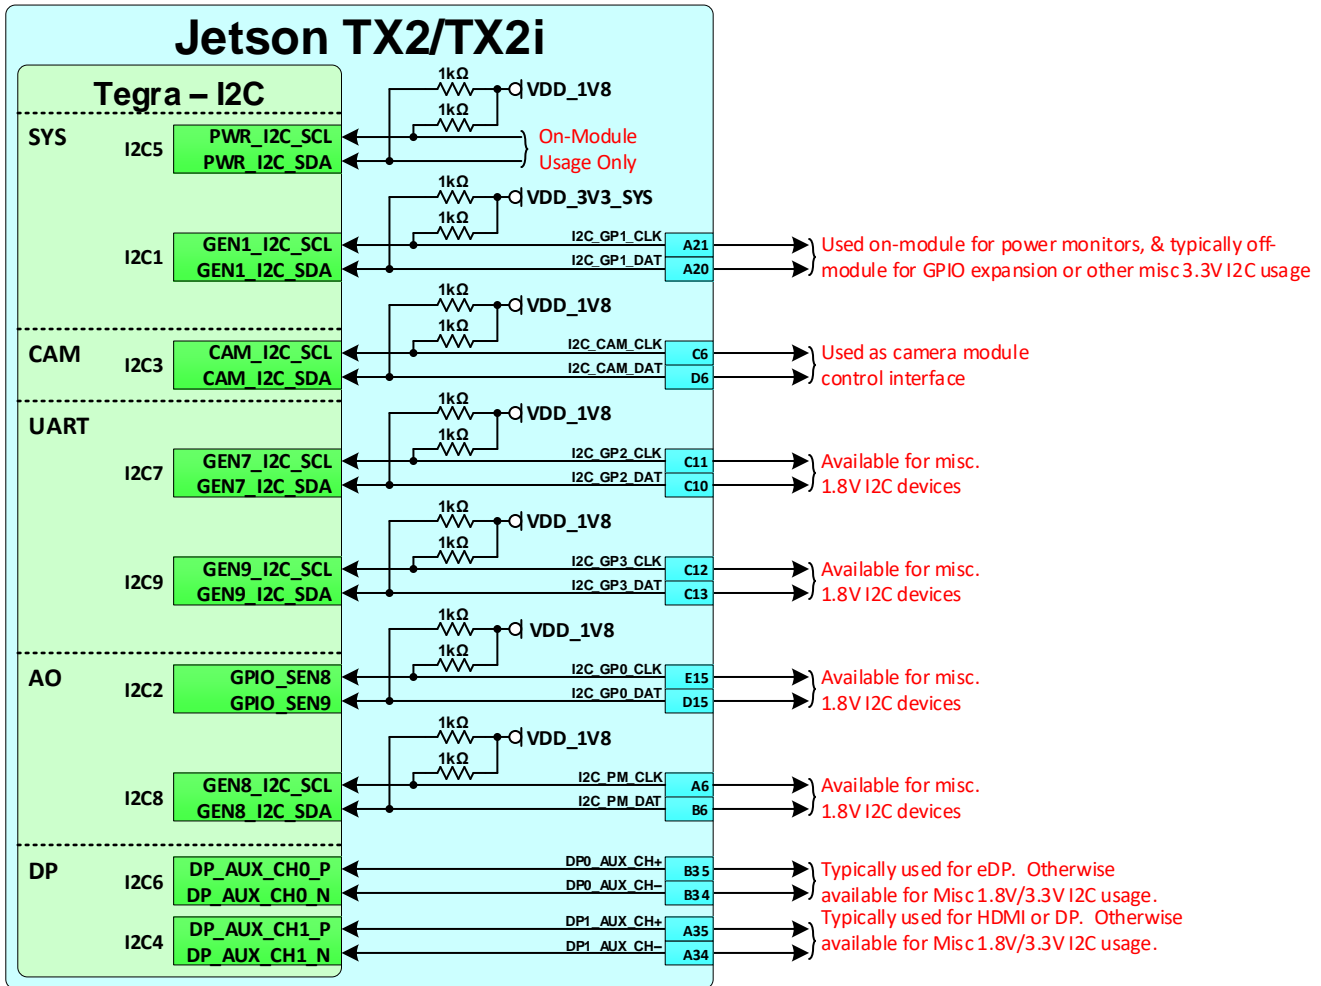 Jetson TX2/TX2i
Tegra – I2C
1kΩ
VDD_1V8
1kΩ
SYS
I2C5
PWR_I2C_SCL
PWR_I2C_SDA
On-Module
Usage Only
1kΩ
VDD_3V3_SYS
1kΩ
I2C1
GEN1_I2C_SCL
GEN1_I2C_SDA
I2C_GP1_CLK
I2C_GP1_DAT
A21
A20
Used on-module for power monitors, & typically off-
module for GPIO expansion or other misc 3.3V I2C usage
1kΩ
VDD_1V8
1kΩ
CAM
I2C3
CAM_I2C_SCL
CAM_I2C_SDA
I2C_CAM_CLK
I2C_CAM_DAT
C6
D6
Used as camera module
control interface
1kΩ
VDD_1V8
1kΩ
UART
I2C7
GEN7_I2C_SCL
GEN7_I2C_SDA
I2C_GP2_CLK
I2C_GP2_DAT
C11
C10
Available for misc.
1.8V I2C devices
1kΩ
VDD_1V8
1kΩ
I2C9
GEN9_I2C_SCL
GEN9_I2C_SDA
I2C_GP3_CLK
I2C_GP3_DAT
C12
C13
Available for misc.
1.8V I2C devices
1kΩ
VDD_1V8
1kΩ
AO
I2C2
GPIO_SEN8
GPIO_SEN9
I2C_GP0_CLK
I2C_GP0_DAT
E15
D15
Available for misc.
1.8V I2C devices
1kΩ
VDD_1V8
1kΩ
I2C8
GEN8_I2C_SCL
GEN8_I2C_SDA
I2C_PM_CLK
I2C_PM_DAT
A6
B6
Available for misc.
1.8V I2C devices
DP
I2C6
DP_AUX_CH0_P
DP_AUX_CH0_N
DP0_AUX_CH+
DP0_AUX_CH–
B35
B34
Typically used for eDP. Otherwise
available for Misc 1.8V/3.3V I2C usage.
I2C4
DP_AUX_CH1_P
DP_AUX_CH1_N
DP1_AUX_CH+
DP1_AUX_CH–
A35
A34
Typically used for HDMI or DP. Otherwise
available for Misc 1.8V/3.3V I2C usage.